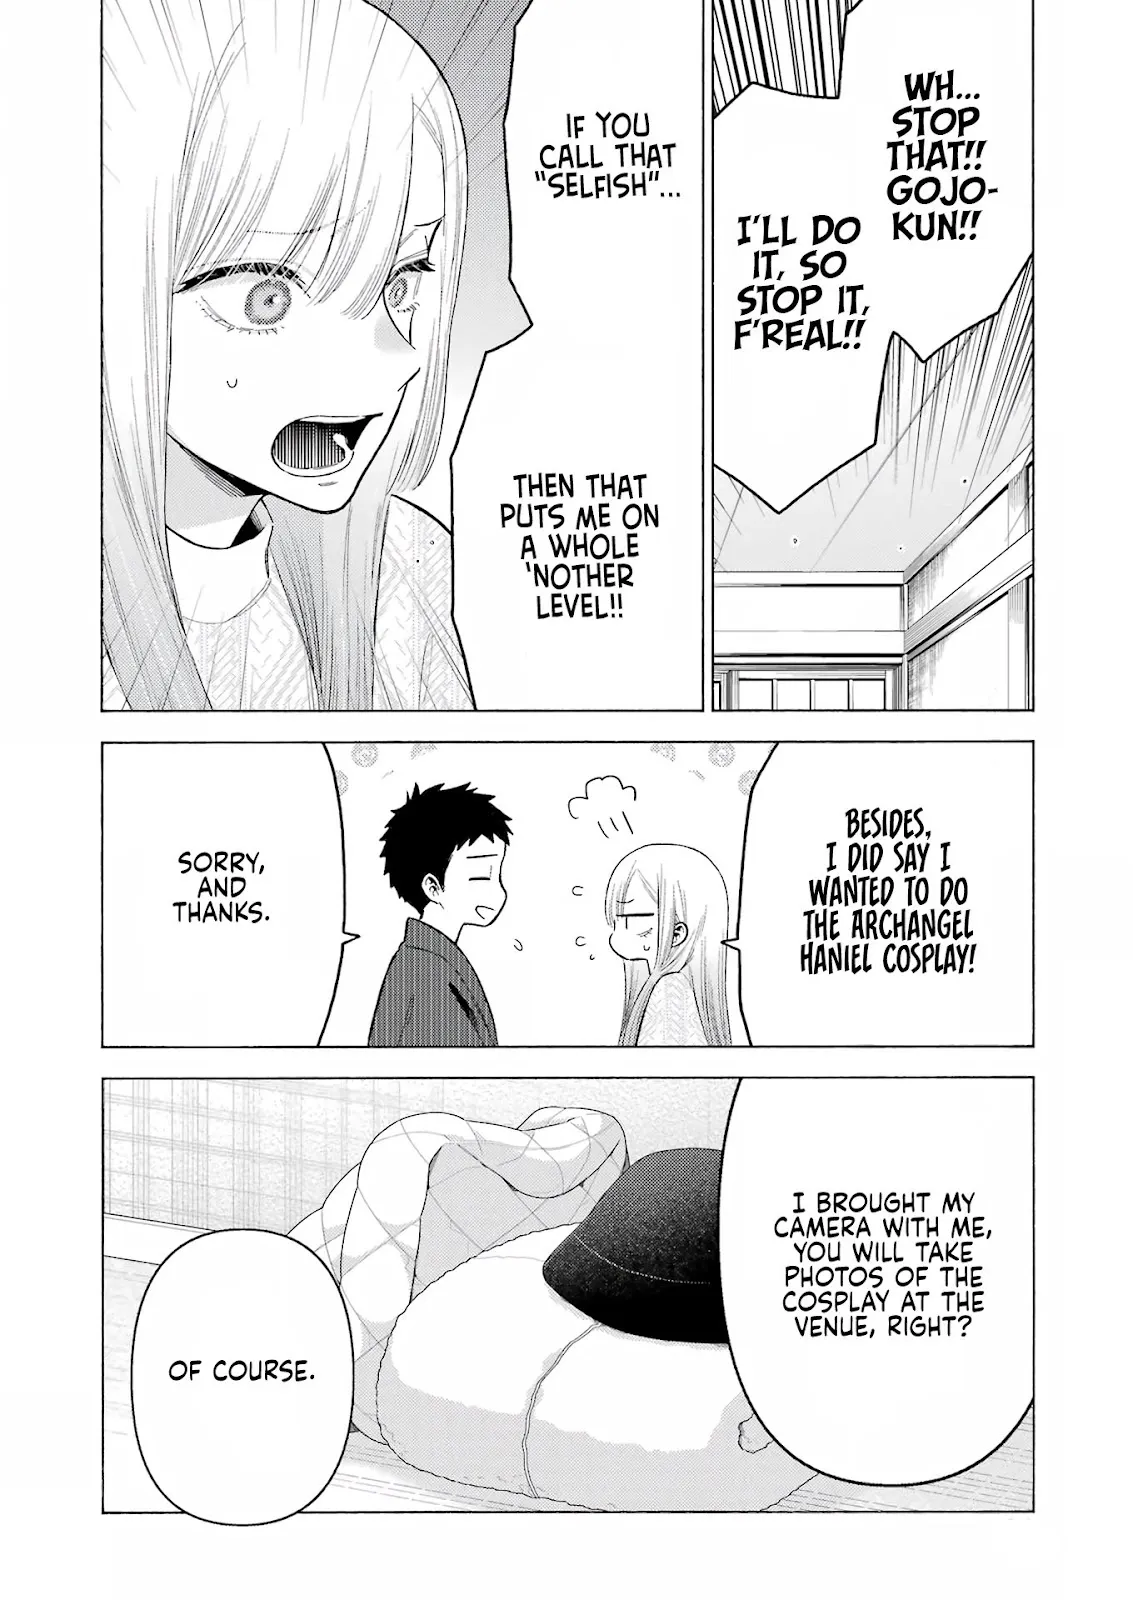 WH...
STOP
THAT!!
GOJO-
KUN!!
I'LL DO
IT, SO
STOP IT,
F'REAL!!
IF YOU
CALL THAT
"SELFISH"...
THEN THAT
PUTS ME ON
A WHOLE
'NOTHER
LEVEL!!
BESIDES,
I DID SAY I
WANTED TO DO
THE ARCHANGEL
HANIEL COSPLAY!
SORRY,
AND
THANKS.
I BROUGHT MY
CAMERA WITH ME,
YOU WILL TAKE
PHOTOS OF THE
COSPLAY AT THE
VENUE, RIGHT?
OF COURSE.